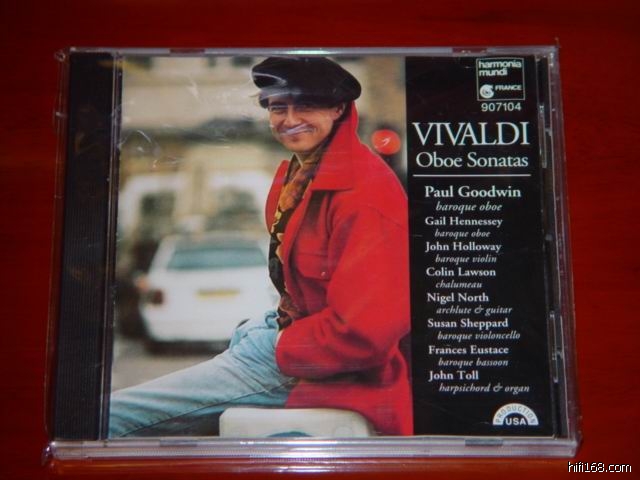 harmonia
mundi
FRANCE
907104
VIVALDI
Oboe Sonatas
Paul Goodwin
baroque oboe
Gail Hennessey
baroque oboe
John Holloway
baroque violin
Colin Lawson
chalumeau
Nigel North
archlute & guitar
Susan Sheppard
baroque violoncello
Frances Eustace
baroque bassoon
John Toll
harpsichord & organ
PRODUCTION
USA
hifi168.com